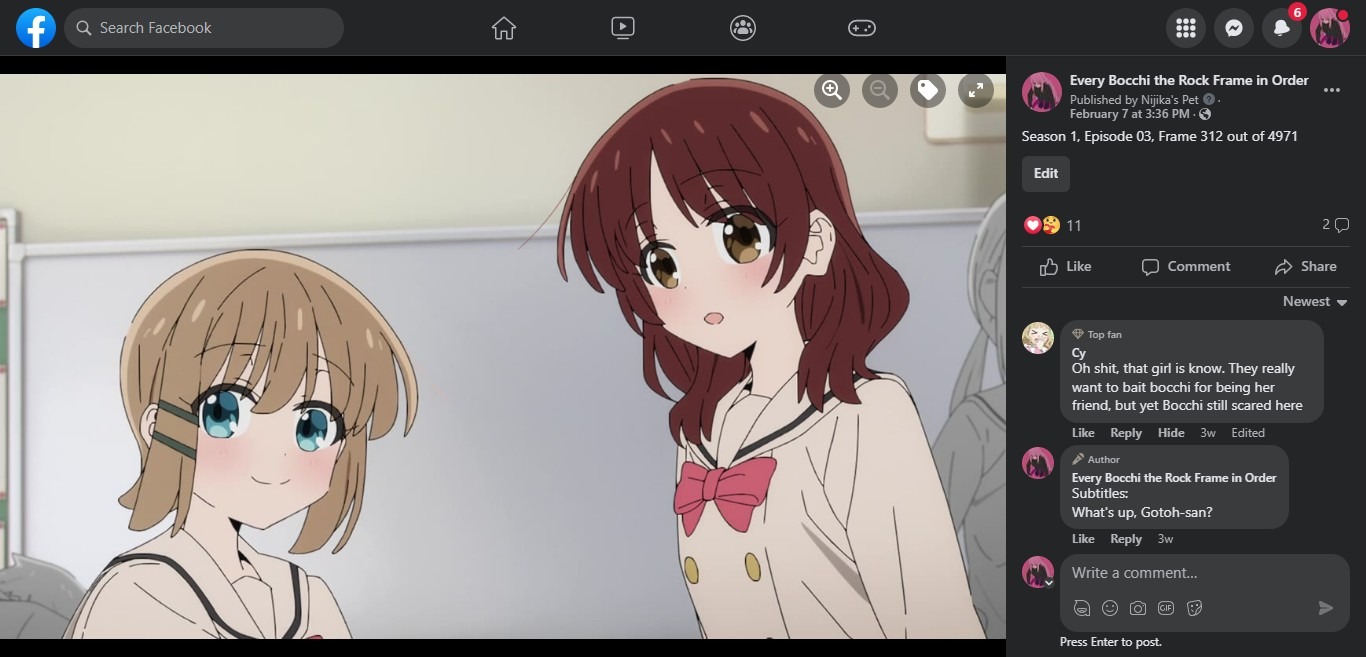 Search Facebook
6
Every Bocchi the Rock Frame in Order
Published by Nijika's Pet ·
February 7 at 3:36 PM ·
Season 1, Episode 03, Frame 312 out of 4971
Edit
11
2
Like
Comment
Share
Newest
Top fan
Cy
Oh shit, that girl is know. They really
want to bait bocchi for being her
friend, but yet Bocchi still scared here
Like Reply Hide 3w Edited
Author
Every Bocchi the Rock Frame in Order
Subtitles:
What's up, Gotoh-san?
Like Reply 3w
Write a comment...
GIF
Press Enter to post.